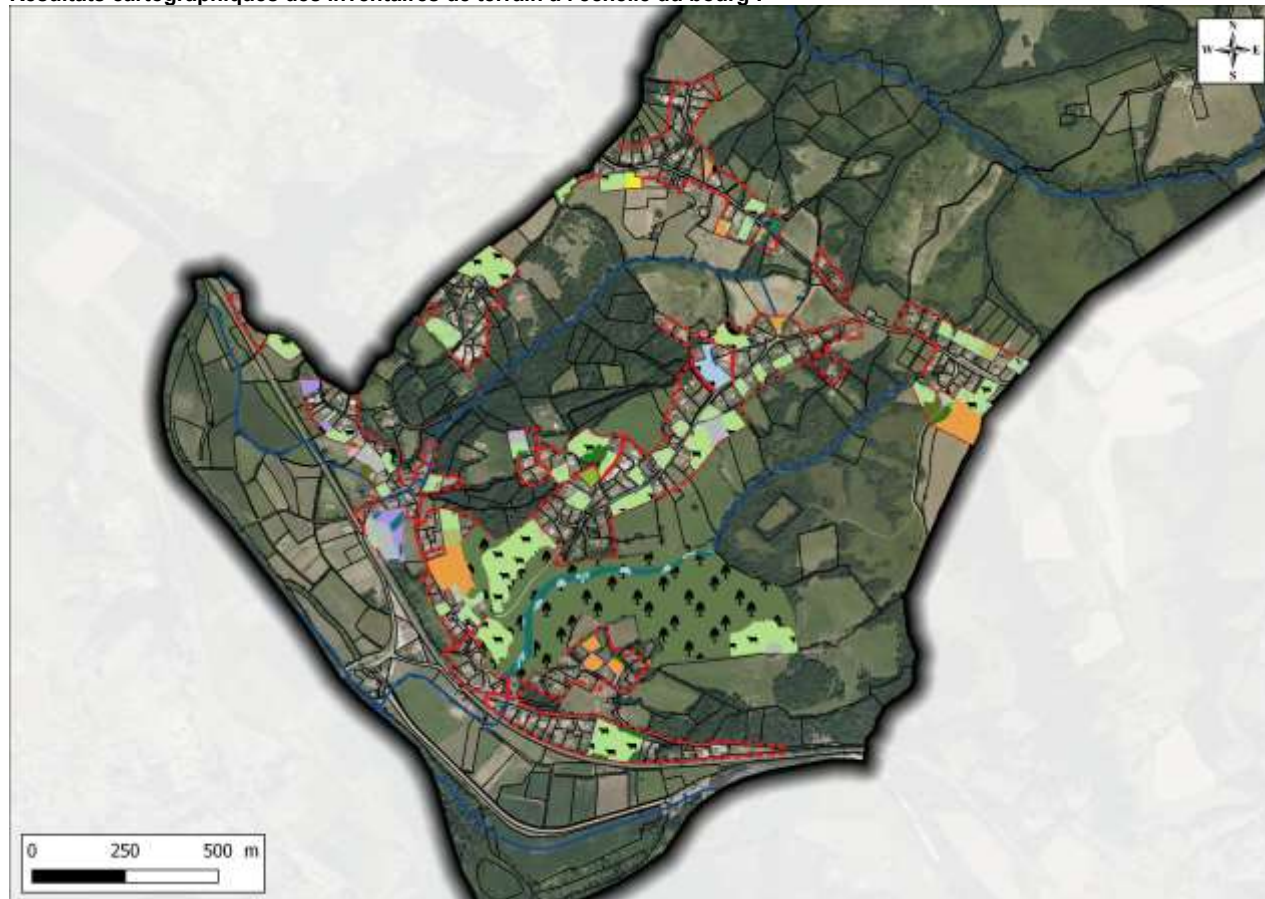 Résultats cartographiques des inventaires de terrain à l'échelle du bourg :
N
W E
S
0 250 500 m